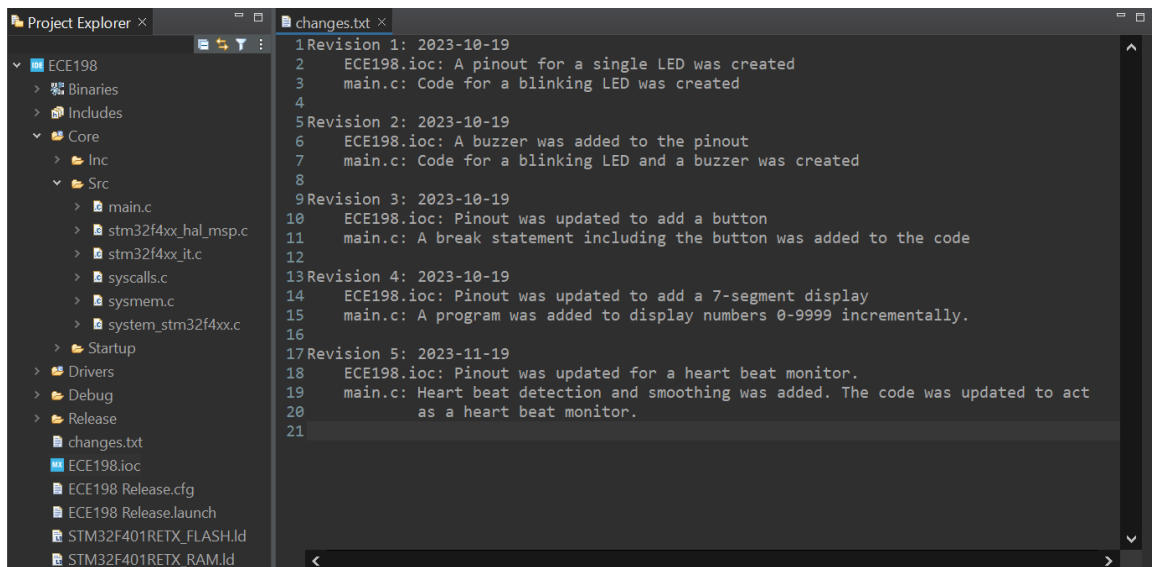 Project Explorer
ECE198
Binaries
Includes
Core
Inc
Src
main.c
stm32f4xx_hal_msp.c
stm32f4xx_it.c
syscalls.c
sysmem.c
system_stm32f4xx.c
Startup
Drivers
Debug
Release
changes.txt
MX ECE198.ioc
ECE198 Release.cfg
ECE198 Release.launch
STM32F401RETX_FLASH.ld
STM32F401RETX_RAM.ld
changes.txt
1 Revision 1: 2023-10-19
2 ECE198.ioc: A pinout for a single LED was created
3 main.c: Code for a blinking LED was created
4
5 Revision 2: 2023-10-19
6 ECE198.ioc: A buzzer was added to the pinout
7 main.c: Code for a blinking LED and a buzzer was created
8
9 Revision 3: 2023-10-19
10 ECE198.ioc: Pinout was updated to add a button
11 main.c: A break statement including the button was added to the code
12
13 Revision 4: 2023-10-19
14 ECE198.ioc: Pinout was updated to add a 7-segment display
15 main.c: A program was added to display numbers 0-9999 incrementally.
16
17 Revision 5: 2023-11-19
18 ECE198.ioc: Pinout was updated for a heart beat monitor.
19 main.c: Heart beat detection and smoothing was added. The code was updated to act
20 as a heart beat monitor.
21